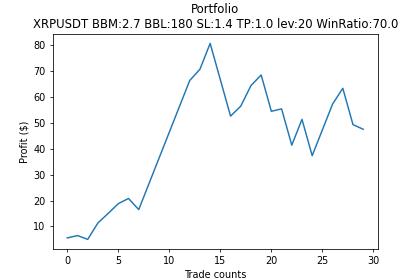 Portfolio
XRPUSDT BBM:2.7 BBL:180 SL:1.4 TP:1.0 lev:20 WinRatio:70.0
80
70
60
50
40
30
20
10
Profit ($)
0 5 10 15 20 25 30
Trade counts